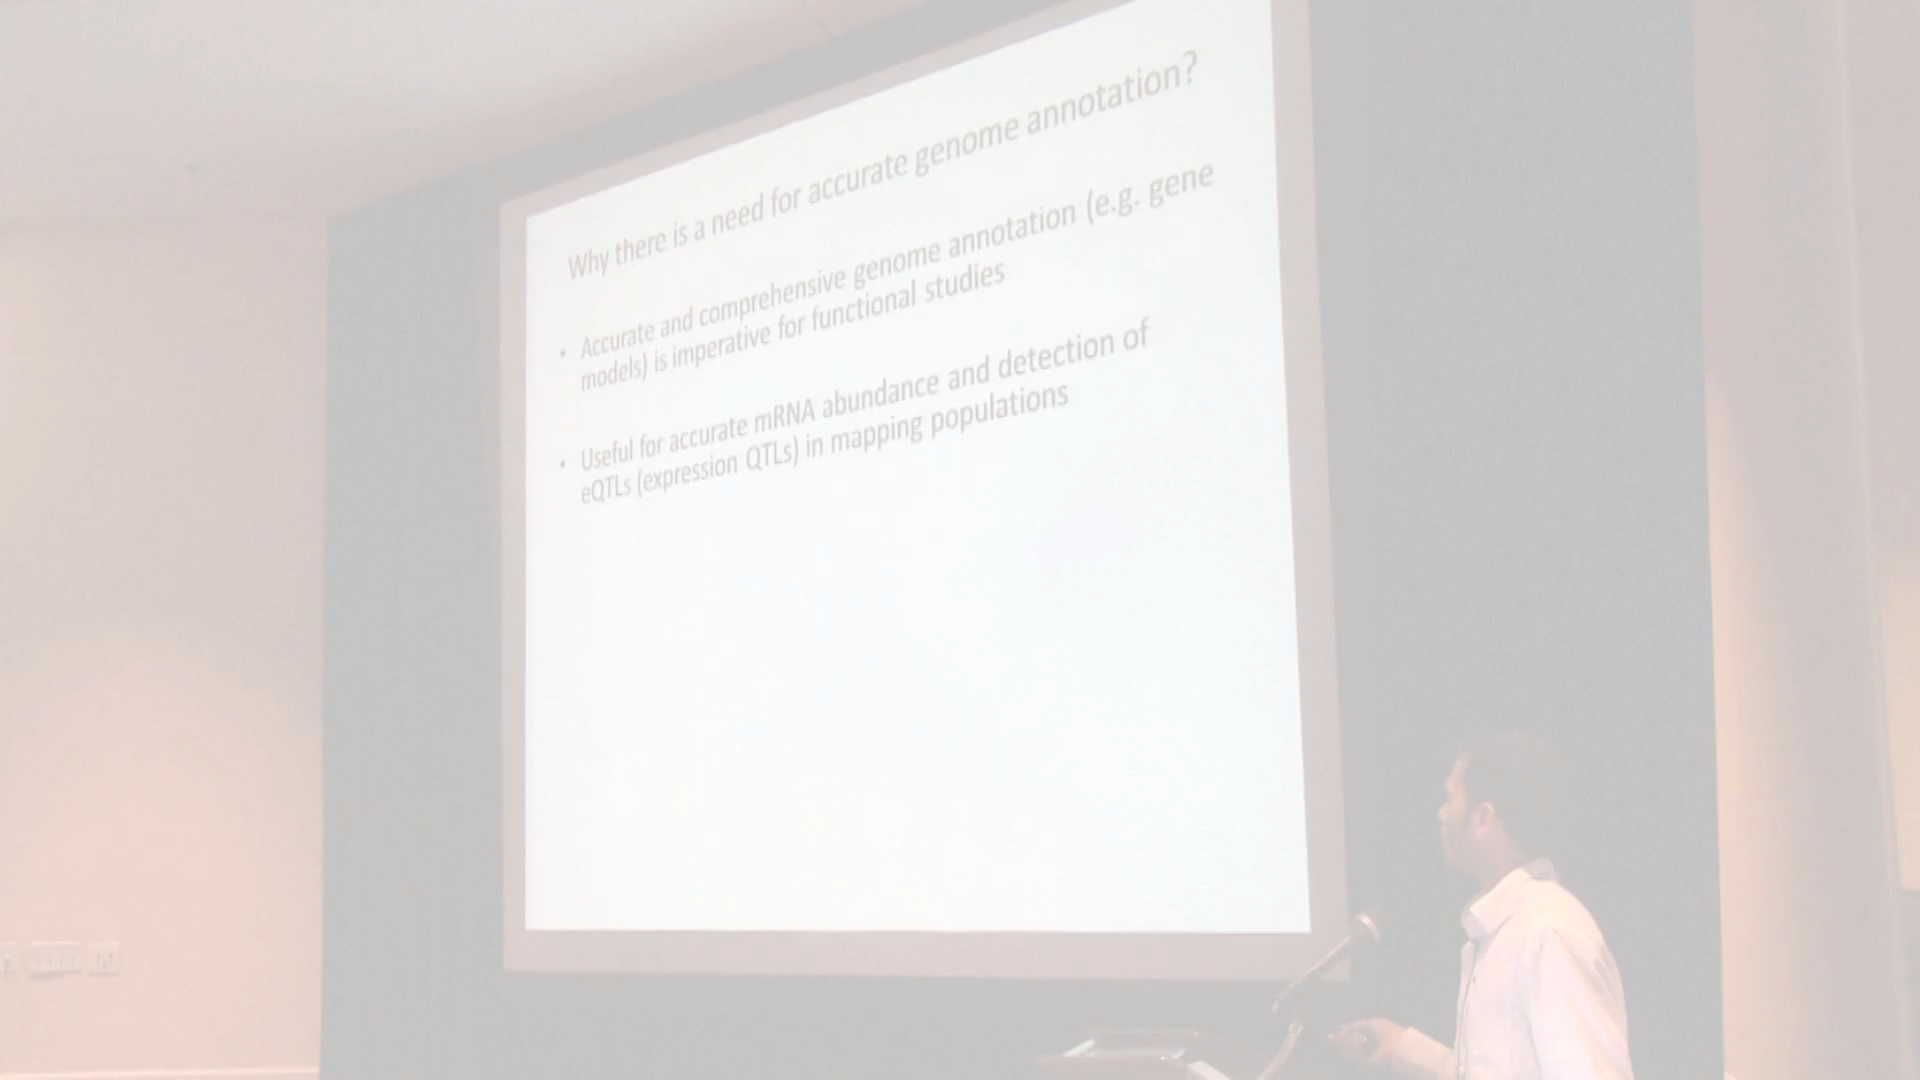 Why there is a need for accurate genome annotation?
• Accurate and comprehensive genome annotation (e.g. gene
models) is imperative for functional studies
• Useful for accurate mRNA abundance and detection of
eQTLs (expression QTLs) in mapping populations